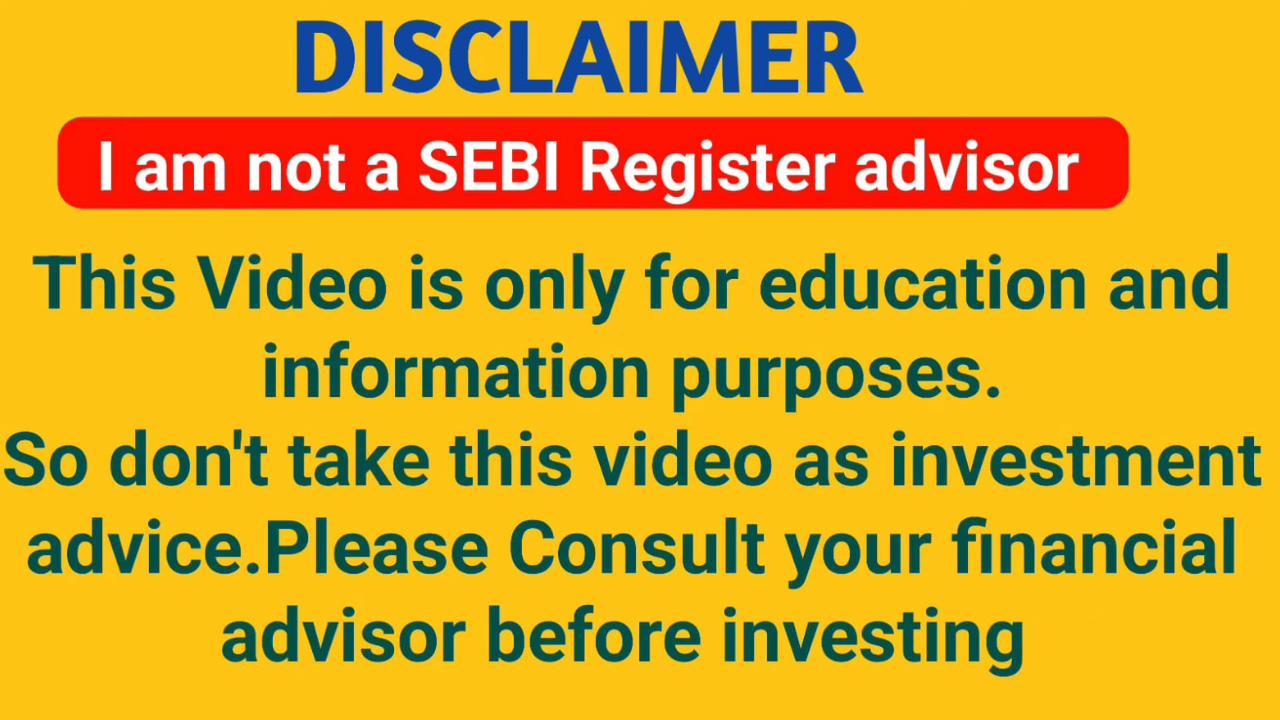 DISCLAIMER
I am not a SEBI Register advisor
This Video is only for education and
information purposes.
So don't take this video as investment
advice.Please Consult your financial
advisor before investing